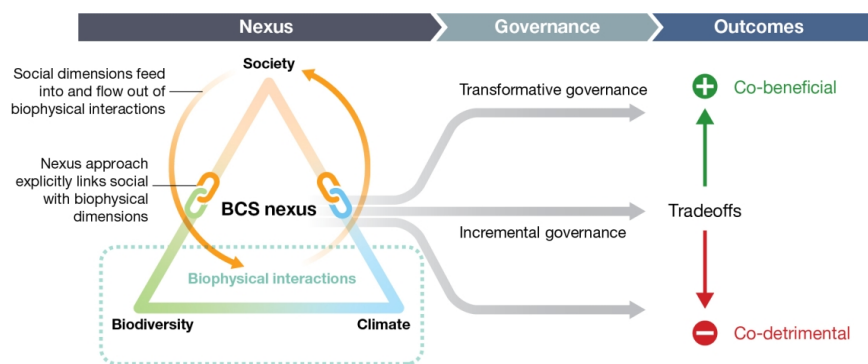 Nexus
Governance
Outcomes
Society
Social dimensions feed
into and flow out of
biophysical interactions
Nexus approach
explicitly links social
with biophysical
dimensions
BCS nexus
Biophysical interactions
Biodiversity
Climate
Transformative governance
Incremental governance
Co-beneficial
Tradeoffs
Co-detrimental